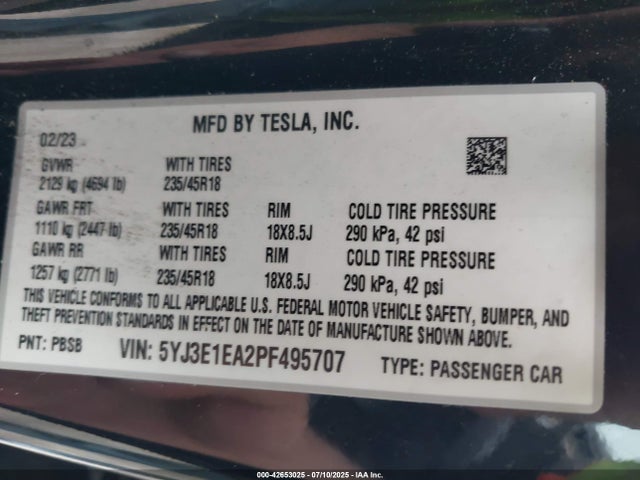 MFD BY TESLA, INC.
02/23
GVWR WITH TIRES
2129 kg (4694 lb) 235/45R18
GAWR FRT WITH TIRES RIM COLD TIRE PRESSURE
1110 kg (2447 lb) 235/45R18 18X8.5J 290 kPa, 42 psi
GAWR RR WITH TIRES RIM COLD TIRE PRESSURE
1257 kg (2771 lb) 235/45R18 18X8.5J 290 kPa, 42 psi
THIS VEHICLE CONFORMS TO ALL APPLICABLE U.S. FEDERAL MOTOR VEHICLE SAFETY, BUMPER, AND
THEFT PREVENTION STANDARDS IN EFFECT ON THE DATE OF MANUFACTURE SHOWN ABOVE.
PNT: PBSB VIN: 5YJ3E1EA2PF495707 TYPE: PASSENGER CAR
000-42653025 - 07/10/2025 - IAA Inc.